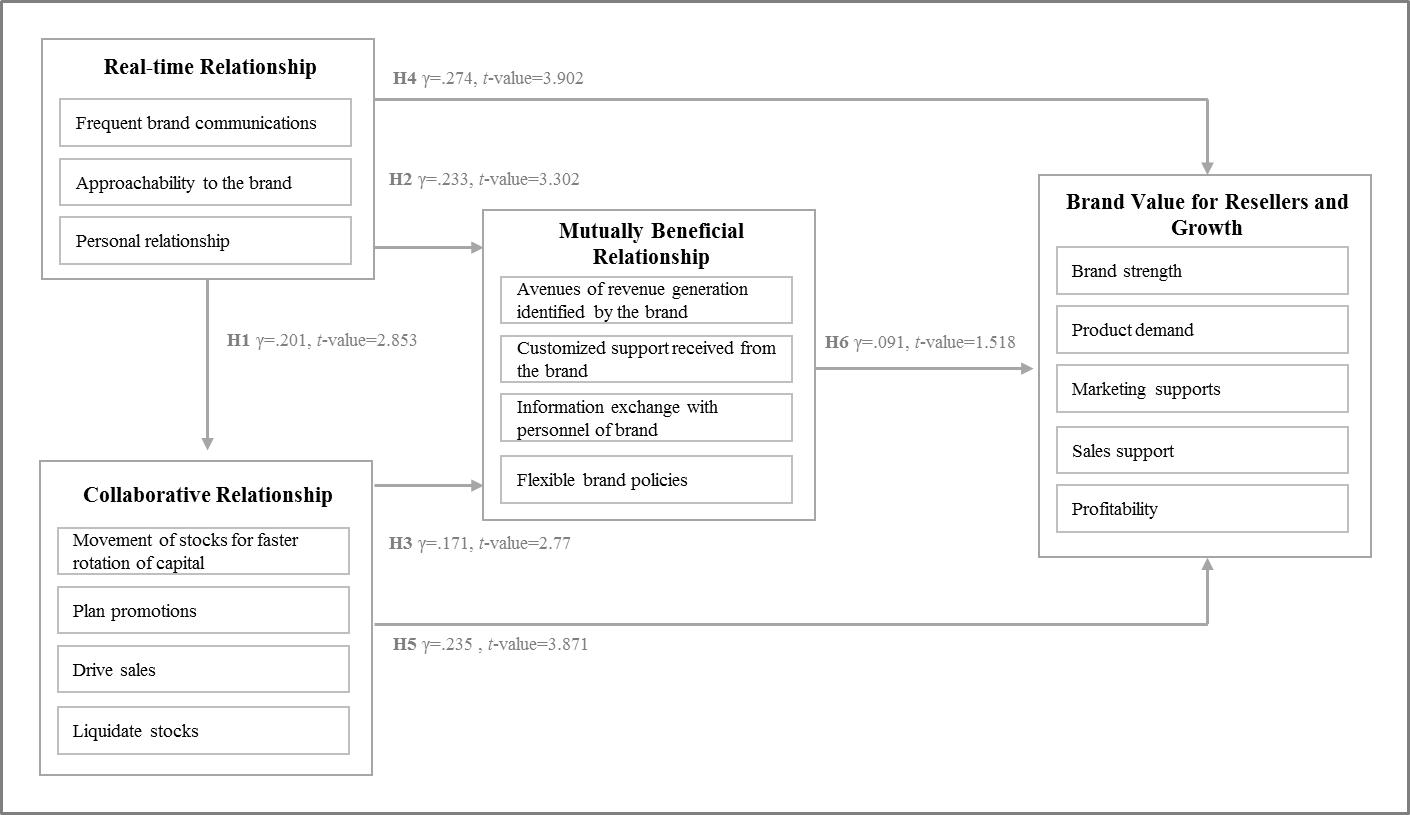 Real-time Relationship
Frequent brand communications
Approachability to the brand
Personal relationship
H4 γ=.274, t-value=3.902
H2 γ=.233, t-value=3.302
H1 γ=.201, t-value=2.853
Mutually Beneficial
Relationship
Avenues of revenue generation
identified by the brand
Customized support received from
the brand
Information exchange with
personnel of brand
Flexible brand policies
H6 γ=.091, t-value=1.518
Brand Value for Resellers and
Growth
Brand strength
Product demand
Marketing supports
Sales support
Profitability
Collaborative Relationship
Movement of stocks for faster
rotation of capital
Plan promotions
Drive sales
Liquidate stocks
H3 γ=.171, t-value=2.77
H5 γ=.235 , t-value=3.871